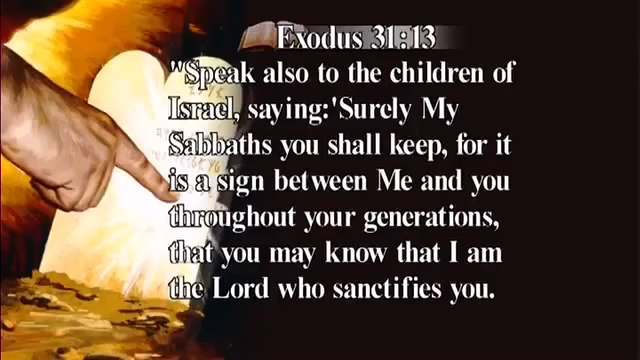 Exodus 31:13
"Speak also to the children of
Israel, saying:'Surely My
Sabbaths you shall keep, for it
is a sign between Me and you
throughout your generations,
that you may know that I am
the Lord who sanctifies you.